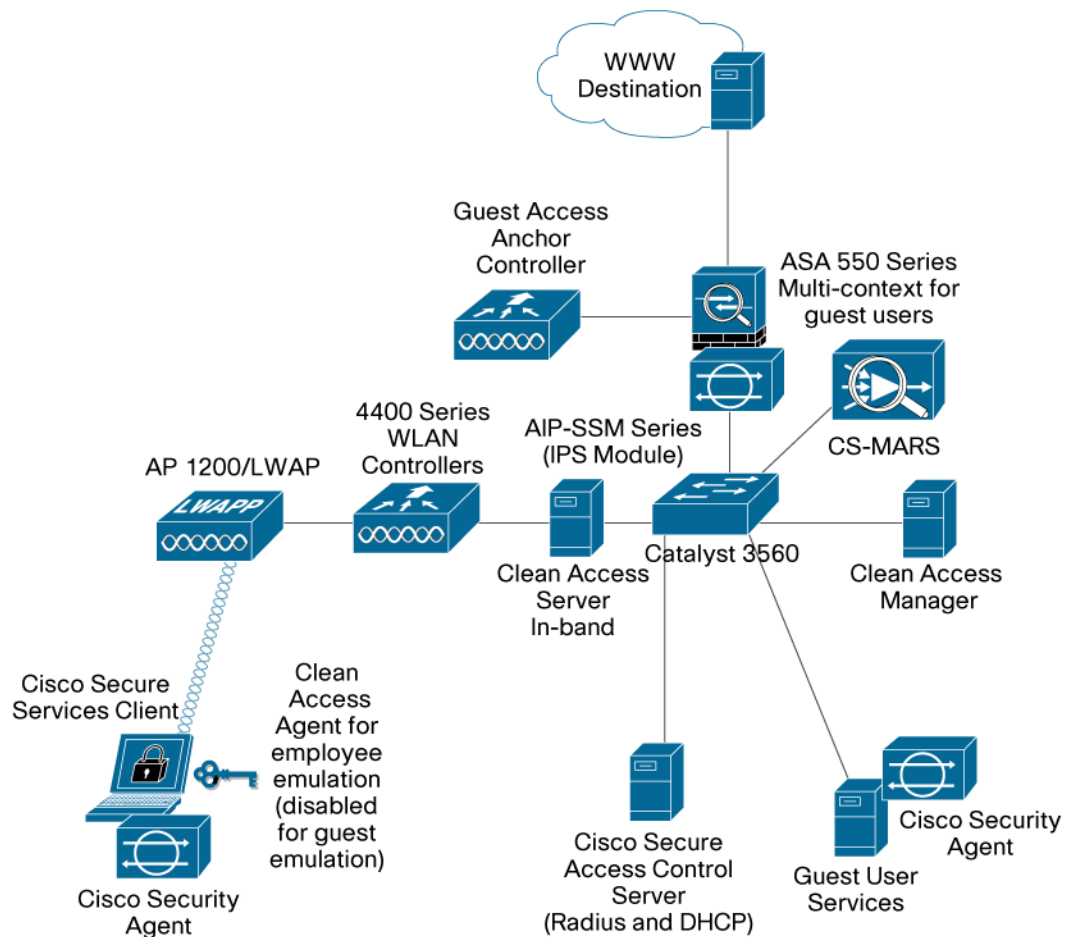 WWW
Destination
Guest Access
Anchor
Controller
ASA 550 Series
Multi-context for
guest users
4400 Series
WLAN
Controllers
AIP-SSM Series
(IPS Module)
CS-MARS
AP 1200/LWAP
LWAPP
Catalyst 3560
Clean Access
Server
In-band
Clean Access
Manager
Cisco Secure
Services Client
Clean
Access
Agent for
employee
emulation
(disabled
for guest
emulation)
Cisco Security
Agent
Cisco Secure
Access Control
Server
(Radius and DHCP)
Guest User
Services
Cisco Security
Agent